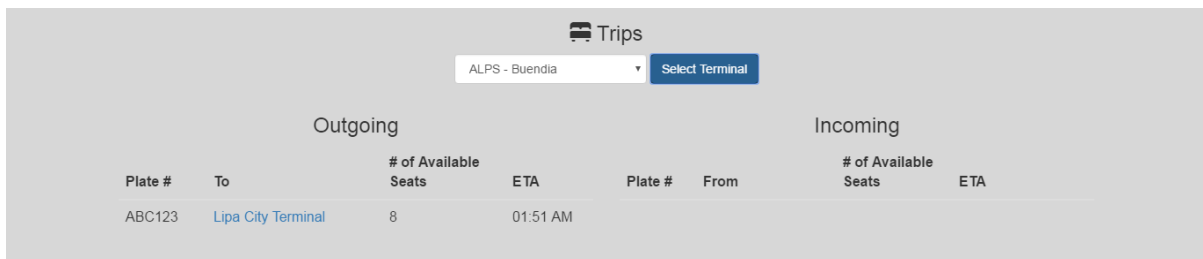 Trips
ALPS - Buendia
Select Terminal
Outgoing
Plate # To # of Available Seats ETA
ABC123 Lipa City Terminal 8 01:51 AM
Incoming
Plate # From # of Available Seats ETA